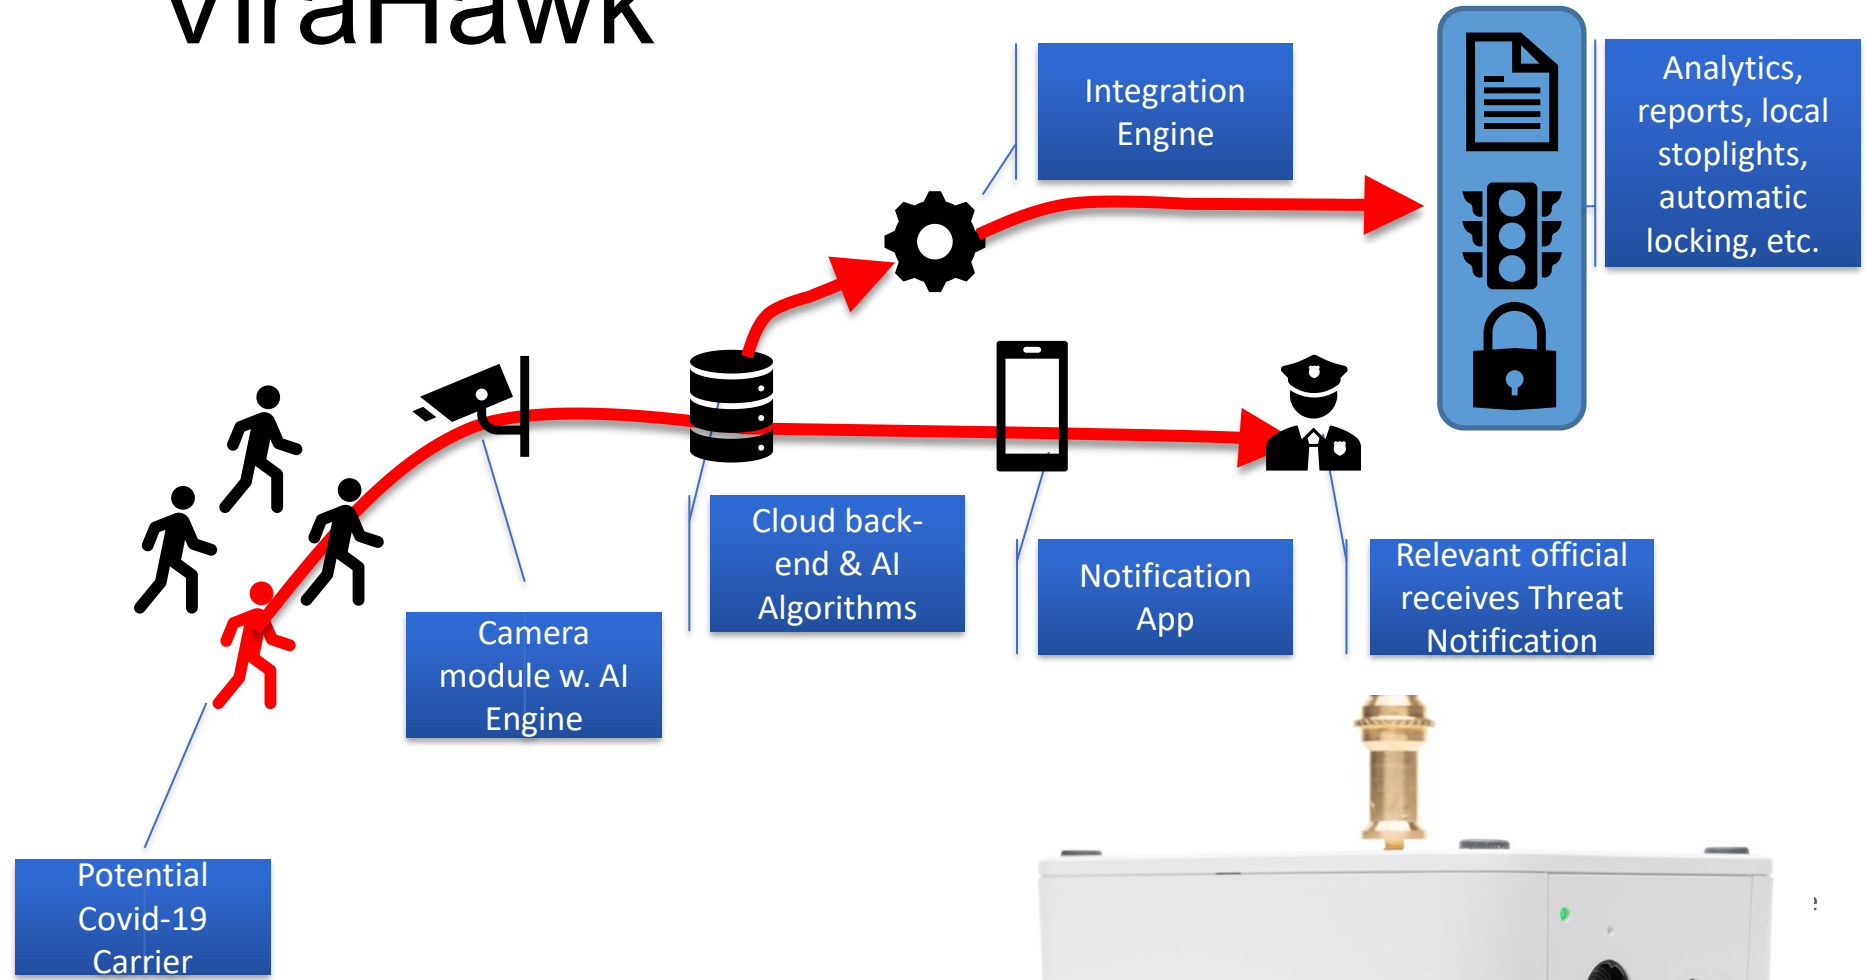 ViraHawk
Integration
Engine
Analytics,
reports, local
stoplights,
automatic
locking, etc.
Cloud back-
end & AI
Algorithms
Notification
App
Relevant official
receives Threat
Notification
Camera
module w. AI
Engine
Potential
Covid-19
Carrier